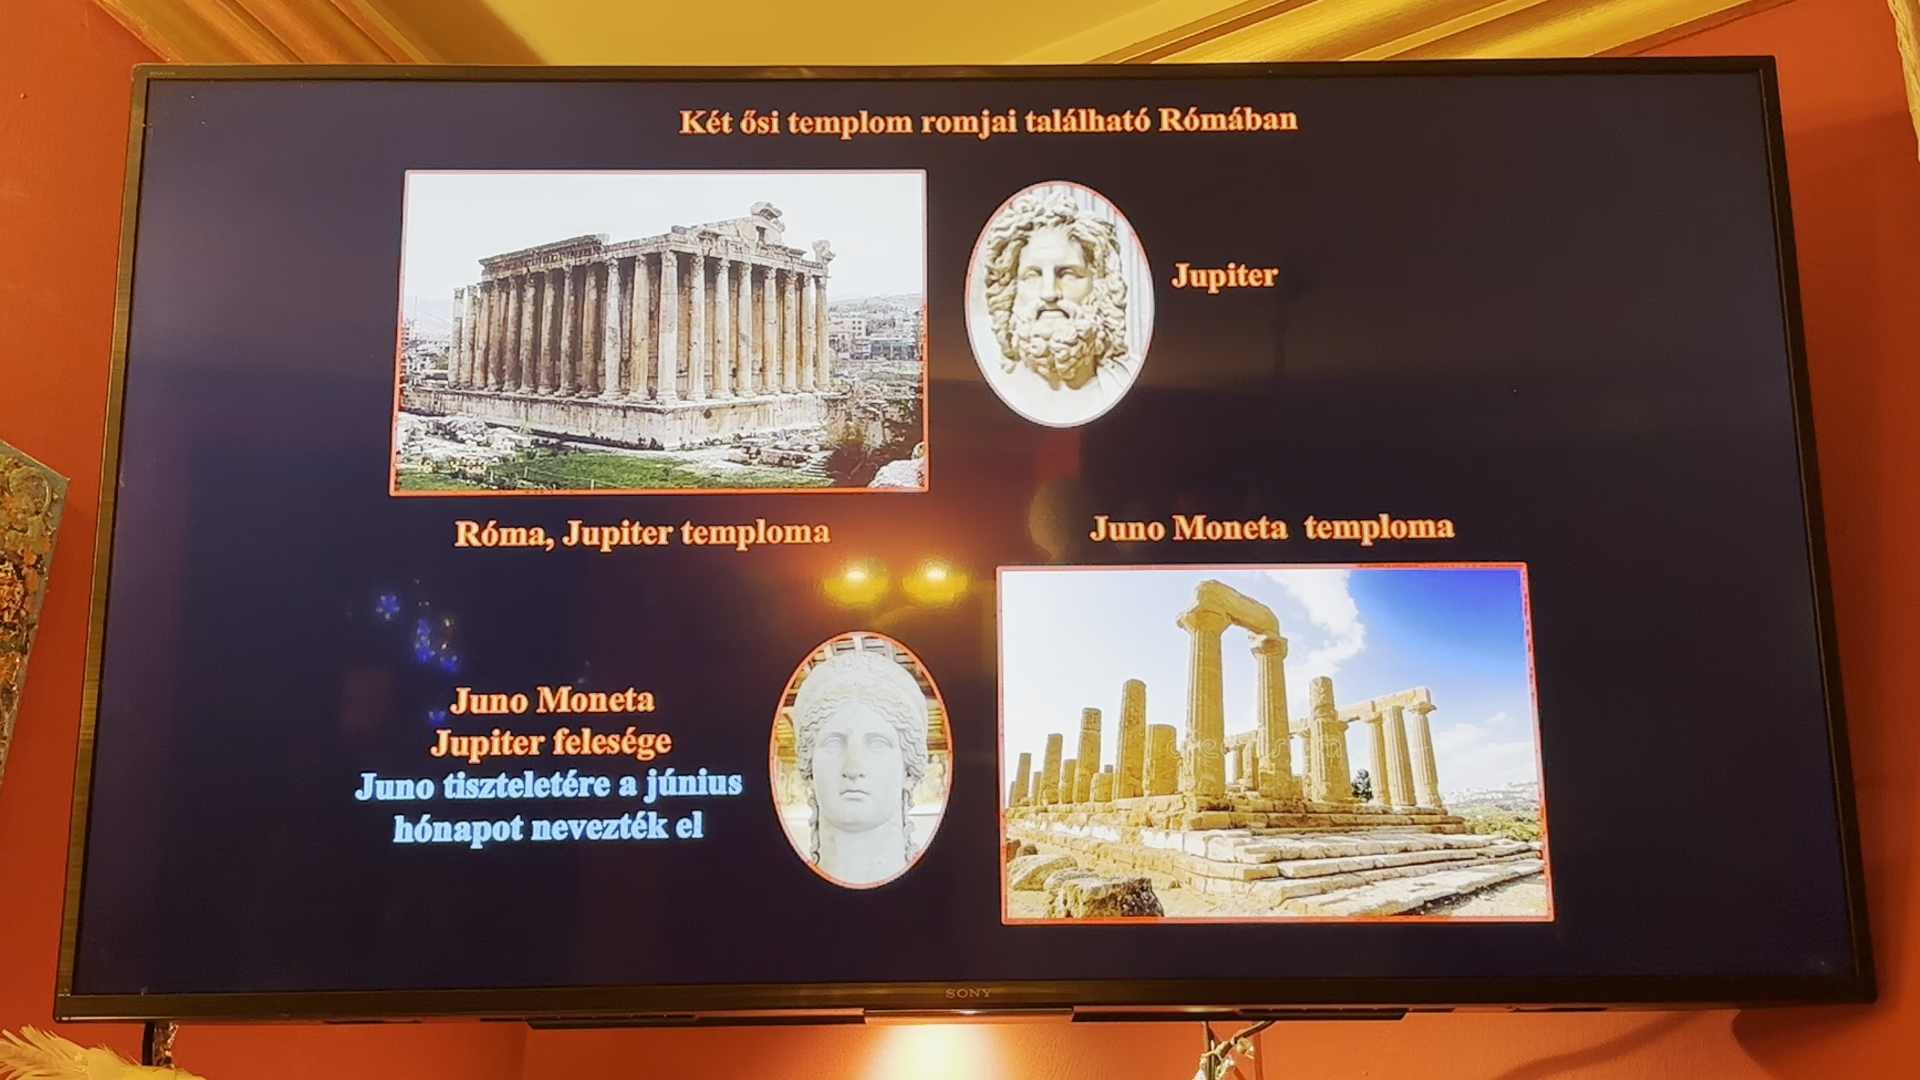 Két ősi templom romjai található Rómában
Jupiter
Róma, Jupiter temploma
Juno Moneta temploma
Juno Moneta
Jupiter felesége
Juno tiszteletére a június
hónapot nevezték el
SONY